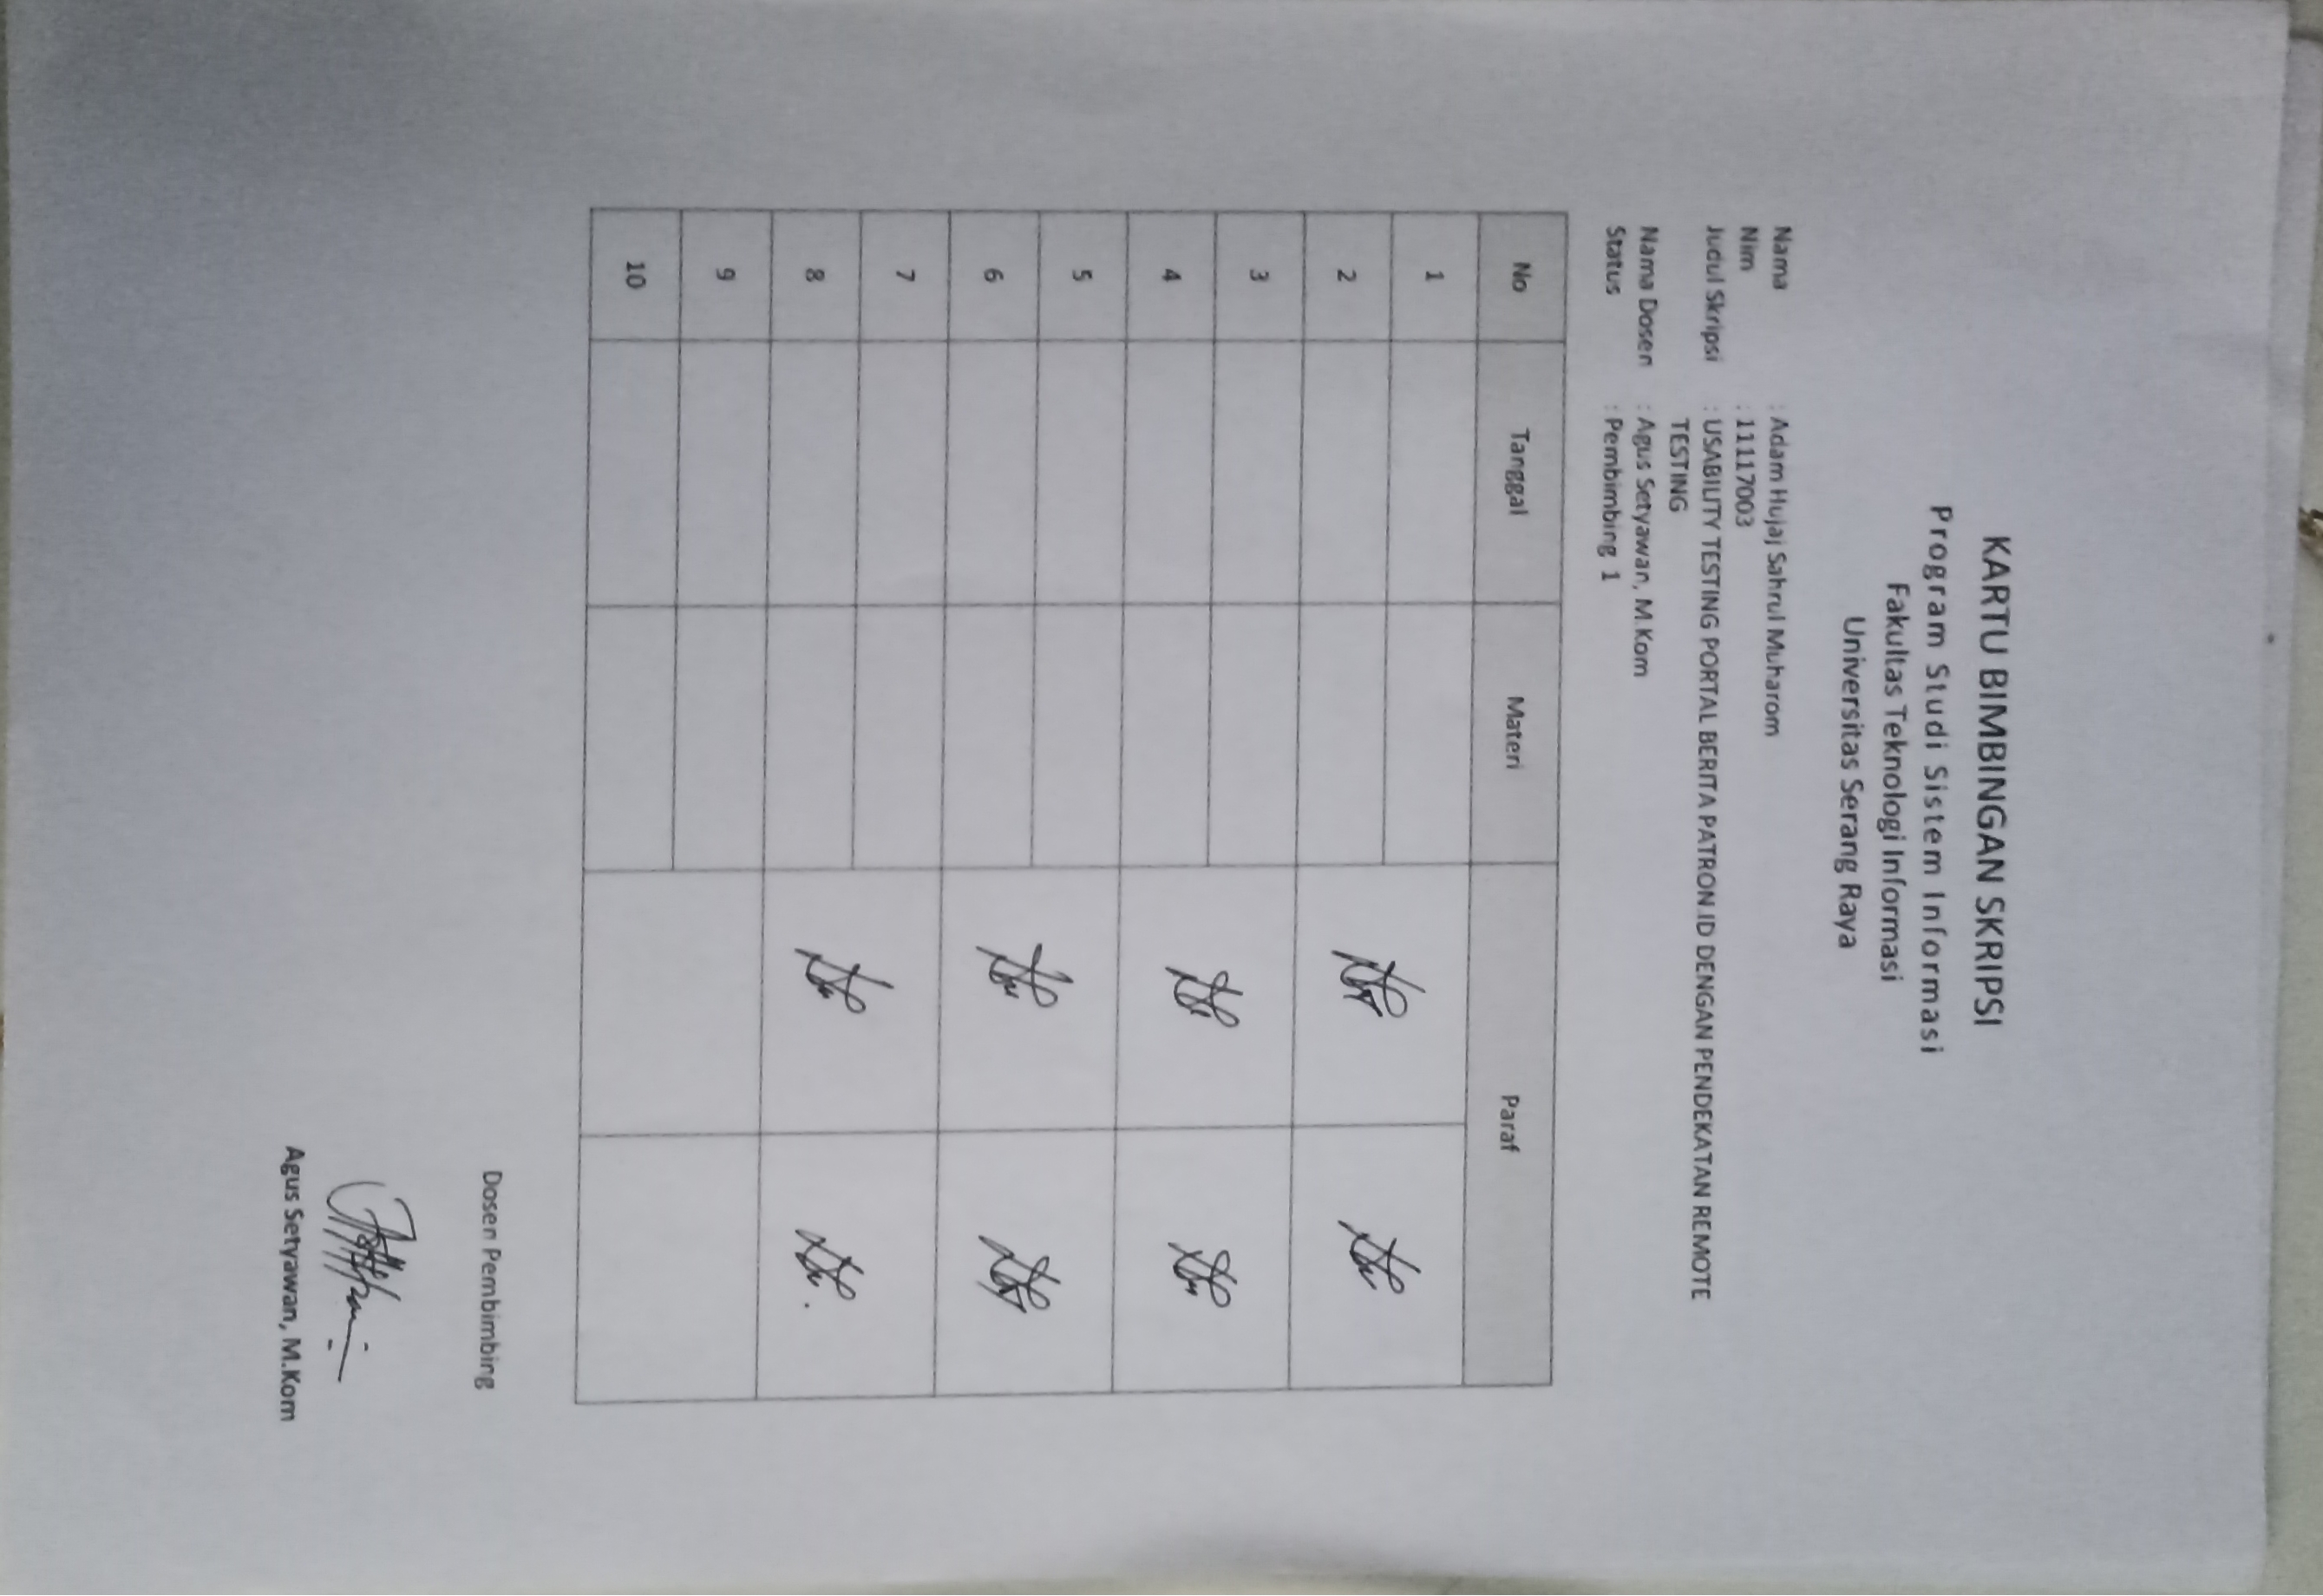 KARTU BIMBINGAN SKRIPSI
Program Studi Sistem Informasi
Fakultas Teknologi Informasi
Universitas Serang Raya
Nama : Adam Hujaj Sahrul Muharom
Nim : 11117003
Judul Skripsi : USABILITY TESTING PORTAL BERITA PATRON.ID DENGAN PENDEKATAN REMOTE
TESTING
Nama Dosen : Agus Setyawan, M.Kom
Status : Pembimbing 1
No Tanggal Materi Paraf
1
2
3
4
5
6
7
8
9
10
Dosen Pembimbing
Agus Setyawan, M.Kom